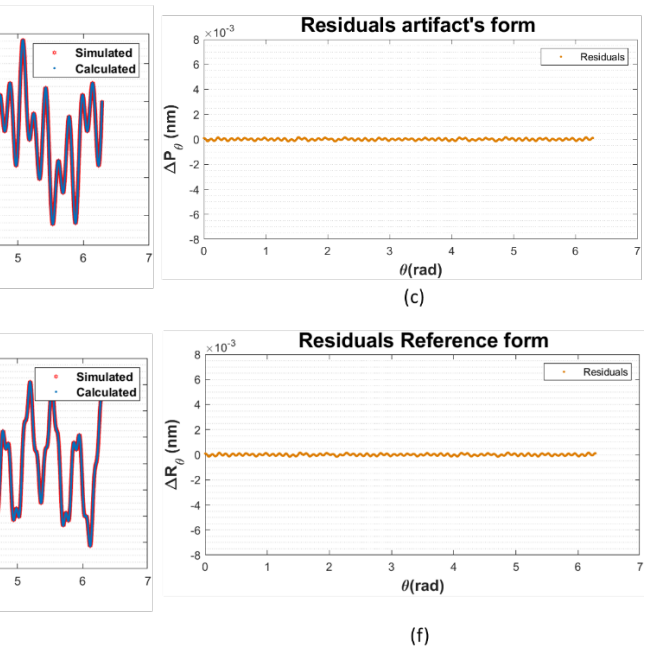 Simulated
Calculated
5
6
7
Residuals artifact's form
×10⁻³
8
6
4
2
0
-2
-4
-6
-8
ΔPθ (nm)
Residuals
0 1 2 3 4 5 6 7
θ(rad)
(c)
Simulated
Calculated
5
6
7
Residuals Reference form
×10⁻³
8
6
4
2
0
-2
-4
-6
-8
ΔRθ (nm)
Residuals
0 1 2 3 4 5 6 7
θ(rad)
(f)